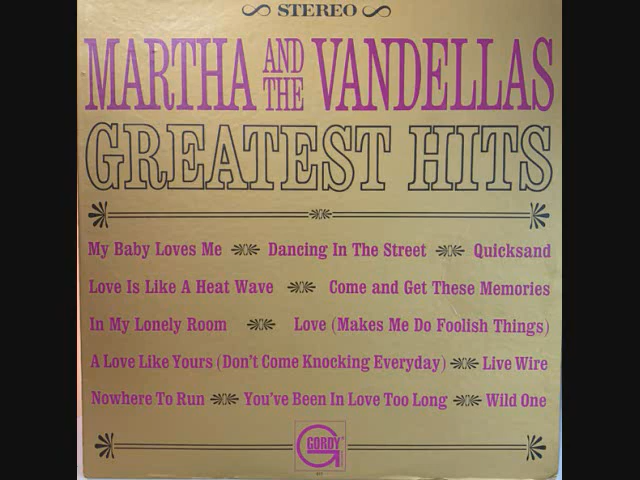 STEREO
MARTHA AND THE VANDELLAS
GREATEST HITS
My Baby Loves Me Dancing In The Street Quicksand
Love Is Like A Heat Wave Come and Get These Memories
In My Lonely Room Love (Makes Me Do Foolish Things)
A Love Like Yours (Don't Come Knocking Everyday) Live Wire
Nowhere To Run You've Been In Love Too Long Wild One
GORDY